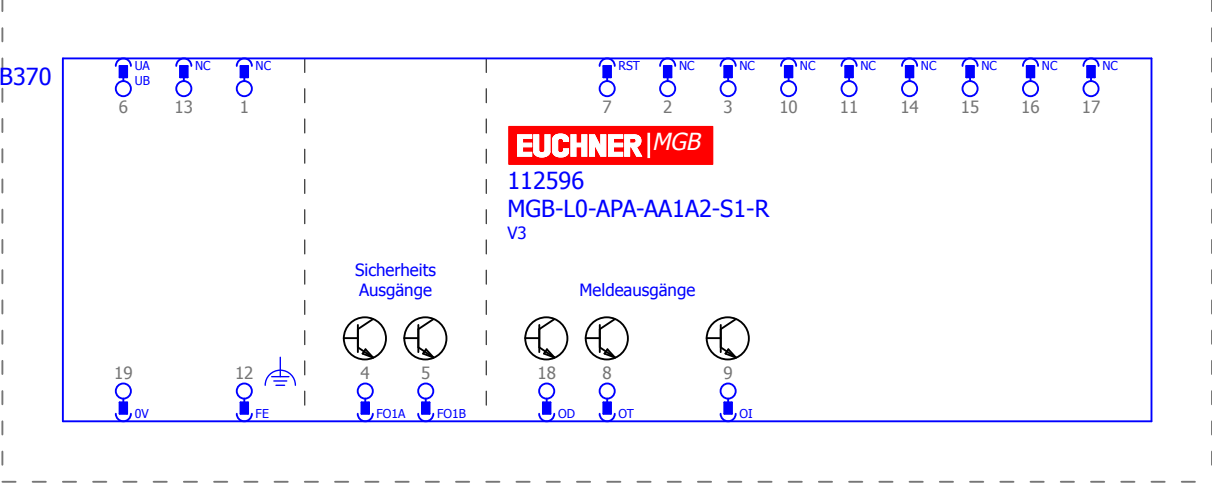 B370
UA NC NC RST NC NC NC NC NC NC NC NC
UB
6 13 1 7 2 3 10 11 14 15 16 17
EUCHNER|MGB
112596
MGB-L0-APA-AA1A2-S1-R
V3
Sicherheits
Ausgänge
Meldeausgänge
19 12 4 5 18 8 9
0V FE FO1A FO1B OD OT OI